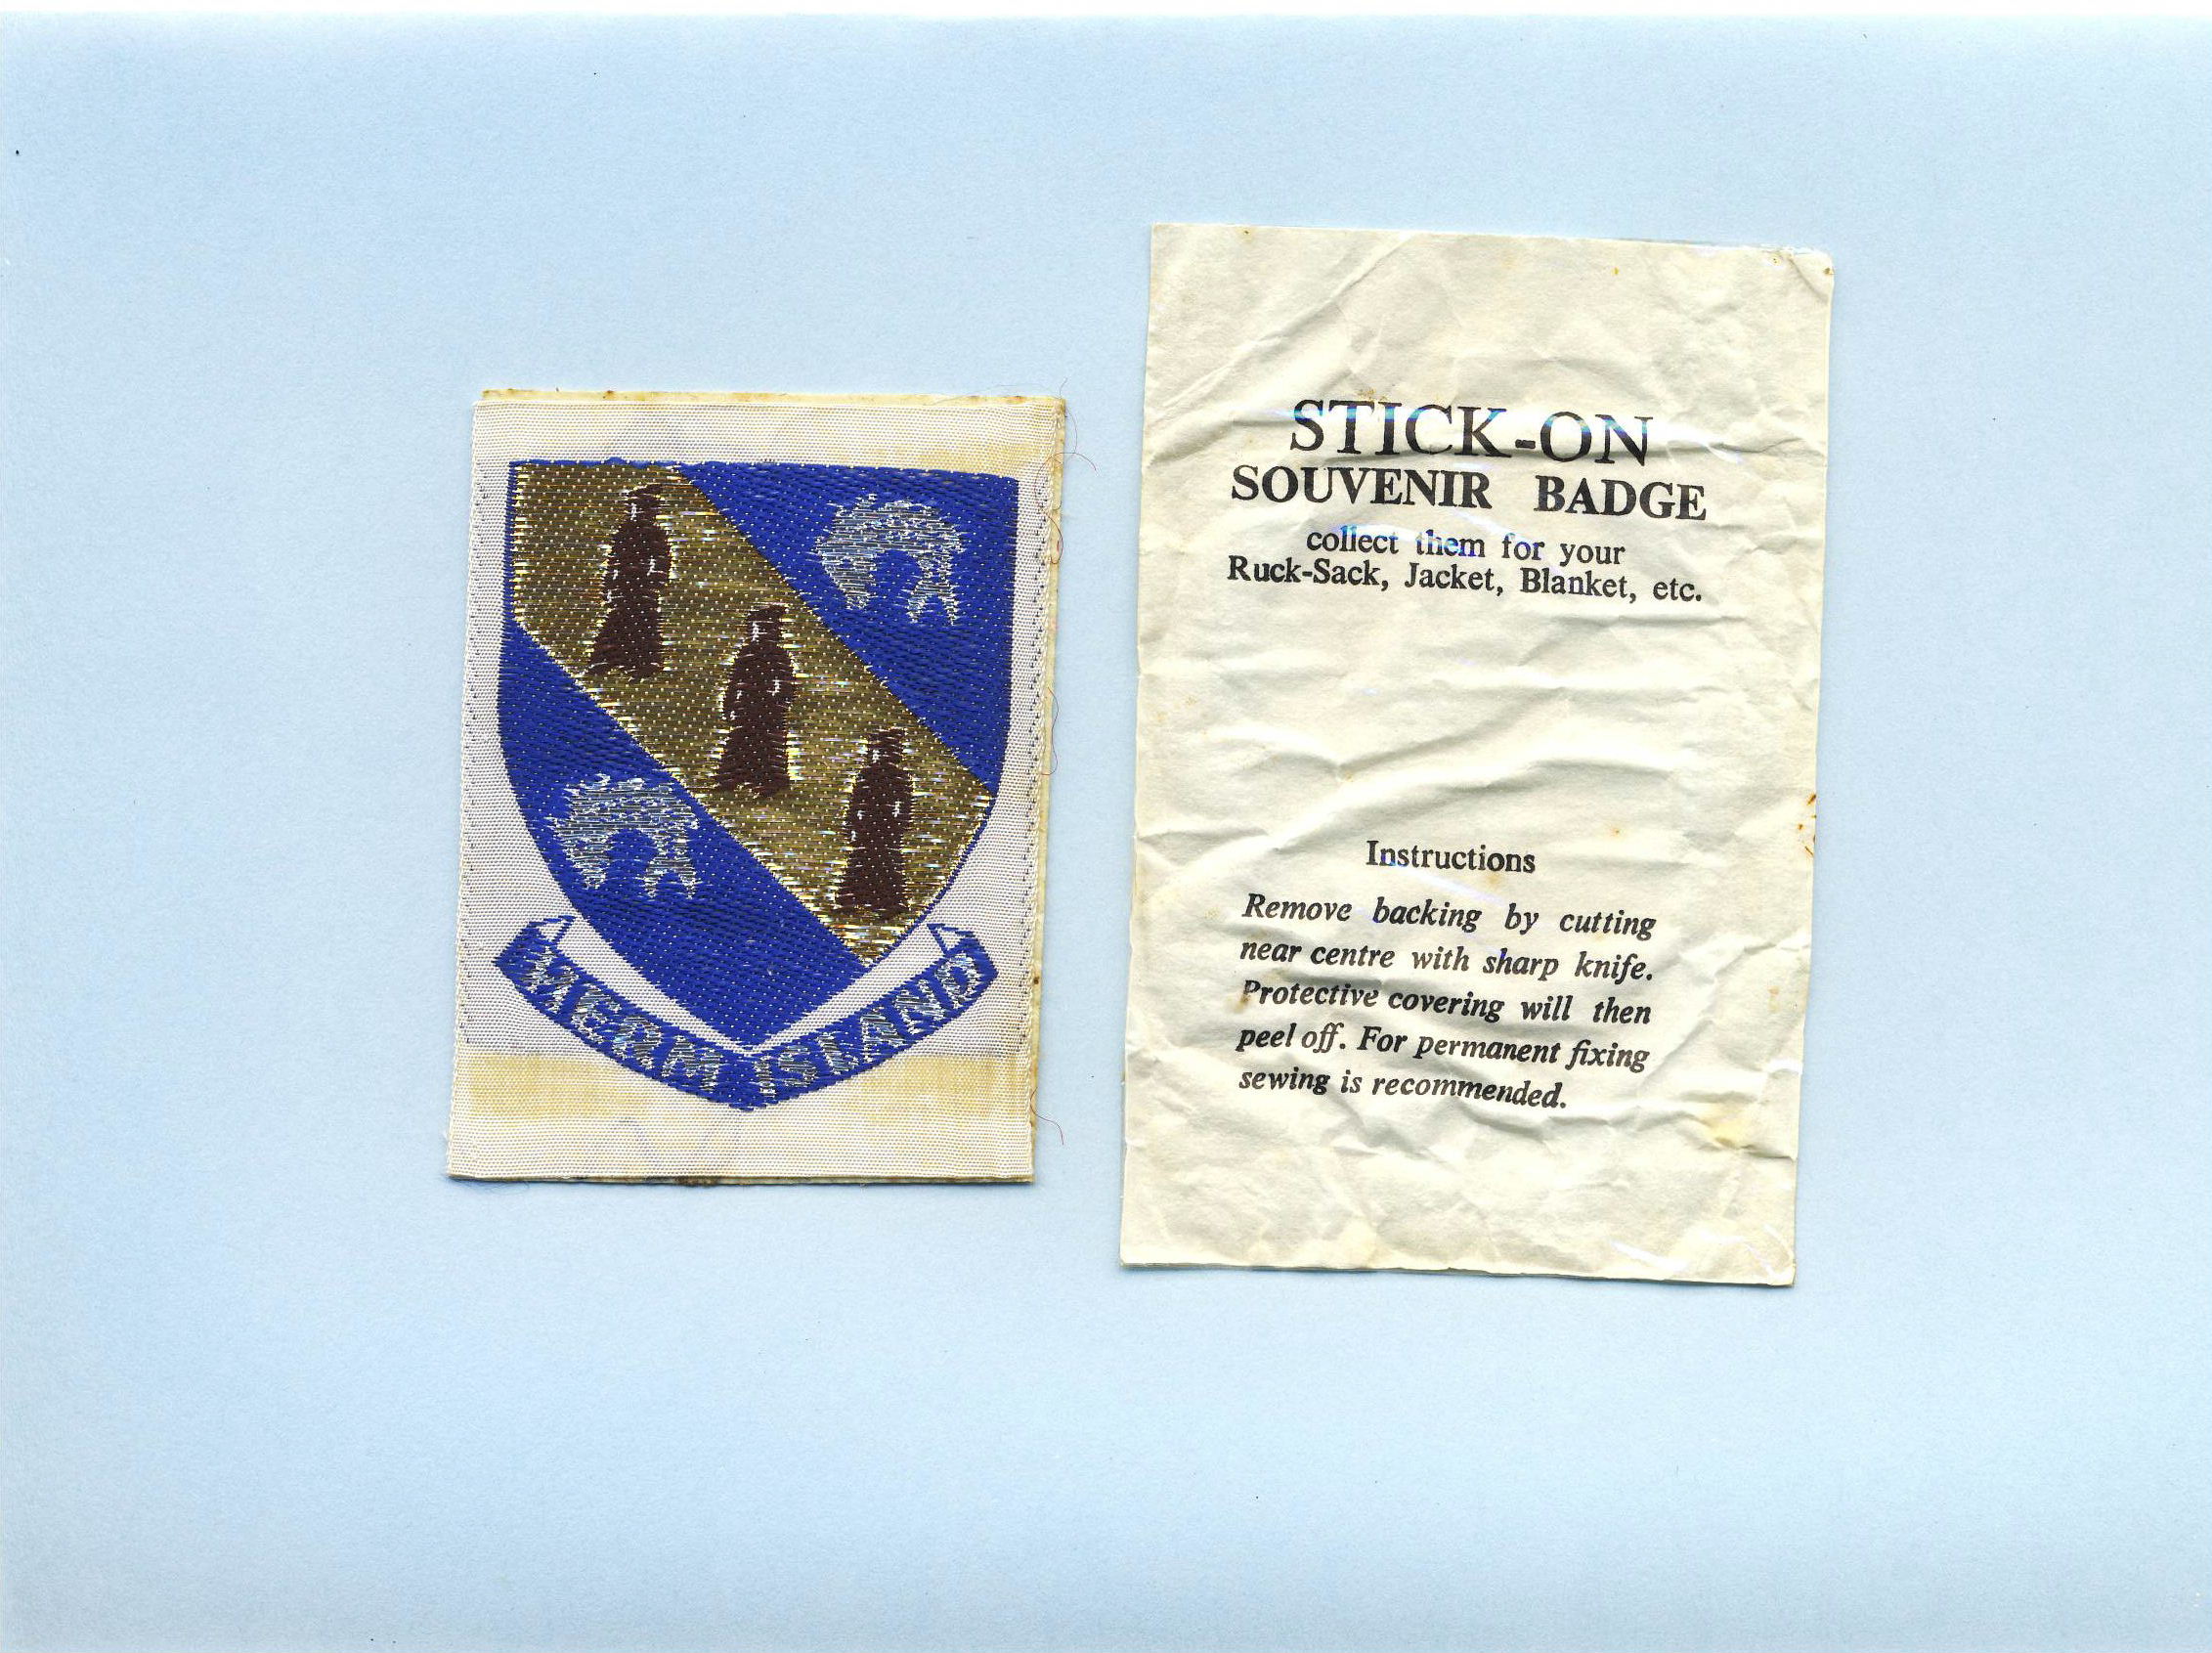 HERM ISLAND
STICK-ON
SOUVENIR BADGE
collect them for your
Ruck-Sack, Jacket, Blanket, etc.
Instructions
Remove backing by cutting
near centre with sharp knife.
Protective covering will then
peel off. For permanent fixing
sewing is recommended.